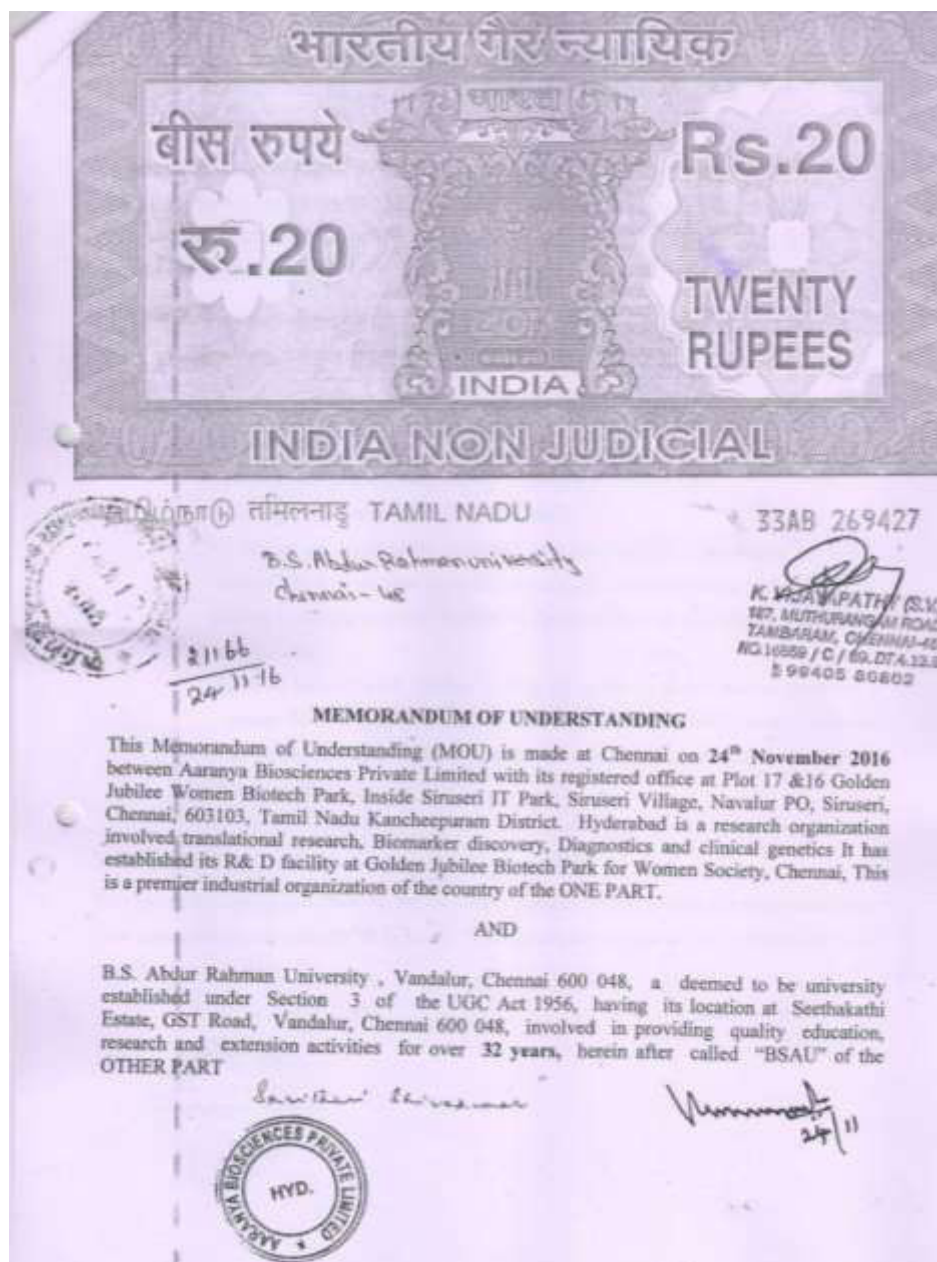 भारतीय गैर न्यायिक
भारत
बीस रुपये
Rs.20
रु.20
TWENTY
RUPEES
INDIA
INDIA NON JUDICIAL
தமிழ்நாடு तमिलनाडु TAMIL NADU
33AB 269427
B.S. Abdur Rahman university
Chennai - 48
21166
24 11 16
187, MUTHURANGAM ROAD
TAMBARAM, CHENNAI-
MEMORANDUM OF UNDERSTANDING
This Memorandum of Understanding (MOU) is made at Chennai on 24th November 2016
between Aaranya Biosciences Private Limited with its registered office at Plot 17 &16 Golden
Jubilee Women Biotech Park, Inside Siruseri IT Park, Siruseri Village, Navalur PO, Siruseri,
Chennai, 603103, Tamil Nadu Kancheepuram District. Hyderabad is a research organization
involved translational research, Biomarker discovery, Diagnostics and clinical genetics It has
established its R& D facility at Golden Jubilee Biotech Park for Women Society, Chennai, This
is a premier industrial organization of the country of the ONE PART.
AND
B.S. Abdur Rahman University , Vandalur, Chennai 600 048, a deemed to be university
established under Section 3 of the UGC Act 1956, having its location at Seethakathi
Estate, GST Road, Vandalur, Chennai 600 048, involved in providing quality education,
research and extension activities for over 32 years, herein after called “BSAU” of the
OTHER PART
24/11
AARANYA BIOSCIENCES PRIVATE LIMITED
HYD.